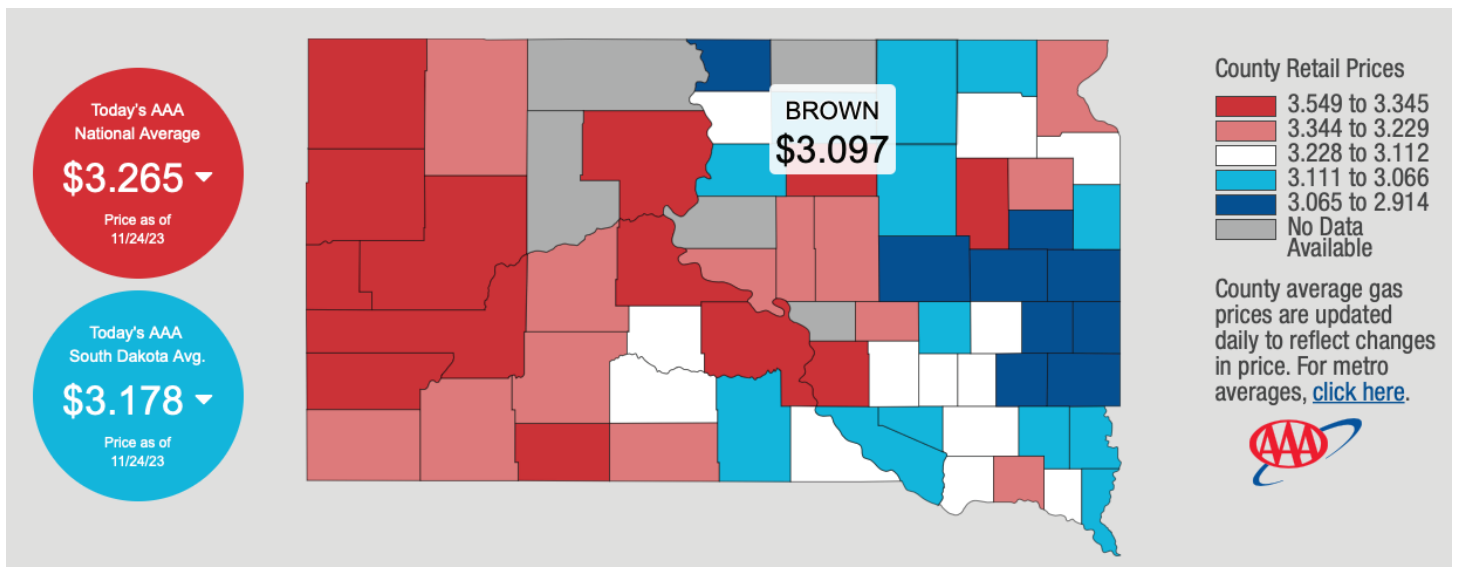 Today's AAA
National Average
$3.265
Price as of
11/24/23
Today's AAA
South Dakota Avg.
$3.178
Price as of
11/24/23
BROWN
$3.097
County Retail Prices
3.549 to 3.345
3.344 to 3.229
3.228 to 3.112
3.111 to 3.066
3.065 to 2.914
No Data
Available
County average gas
prices are updated
daily to reflect changes
in price. For metro
averages, click here.
AAA